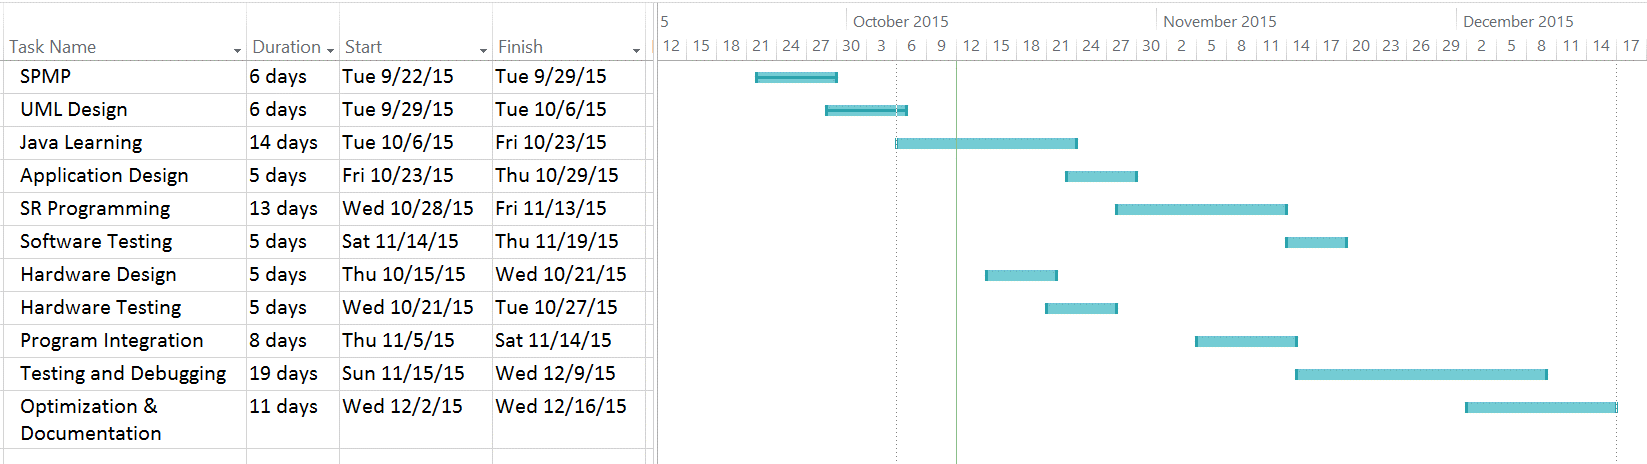 5 October 2015 November 2015 December 2015
Task Name Duration Start Finish 12 15 18 21 24 27 30 3 6 9 12 15 18 21 24 27 30 2 5 8 11 14 17 20 23 26 29 2 5 8 11 14 17
SPMP 6 days Tue 9/22/15 Tue 9/29/15
UML Design 6 days Tue 9/29/15 Tue 10/6/15
Java Learning 14 days Tue 10/6/15 Fri 10/23/15
Application Design 5 days Fri 10/23/15 Thu 10/29/15
SR Programming 13 days Wed 10/28/15 Fri 11/13/15
Software Testing 5 days Sat 11/14/15 Thu 11/19/15
Hardware Design 5 days Thu 10/15/15 Wed 10/21/15
Hardware Testing 5 days Wed 10/21/15 Tue 10/27/15
Program Integration 8 days Thu 11/5/15 Sat 11/14/15
Testing and Debugging 19 days Sun 11/15/15 Wed 12/9/15
Optimization & 11 days Wed 12/2/15 Wed 12/16/15
Documentation